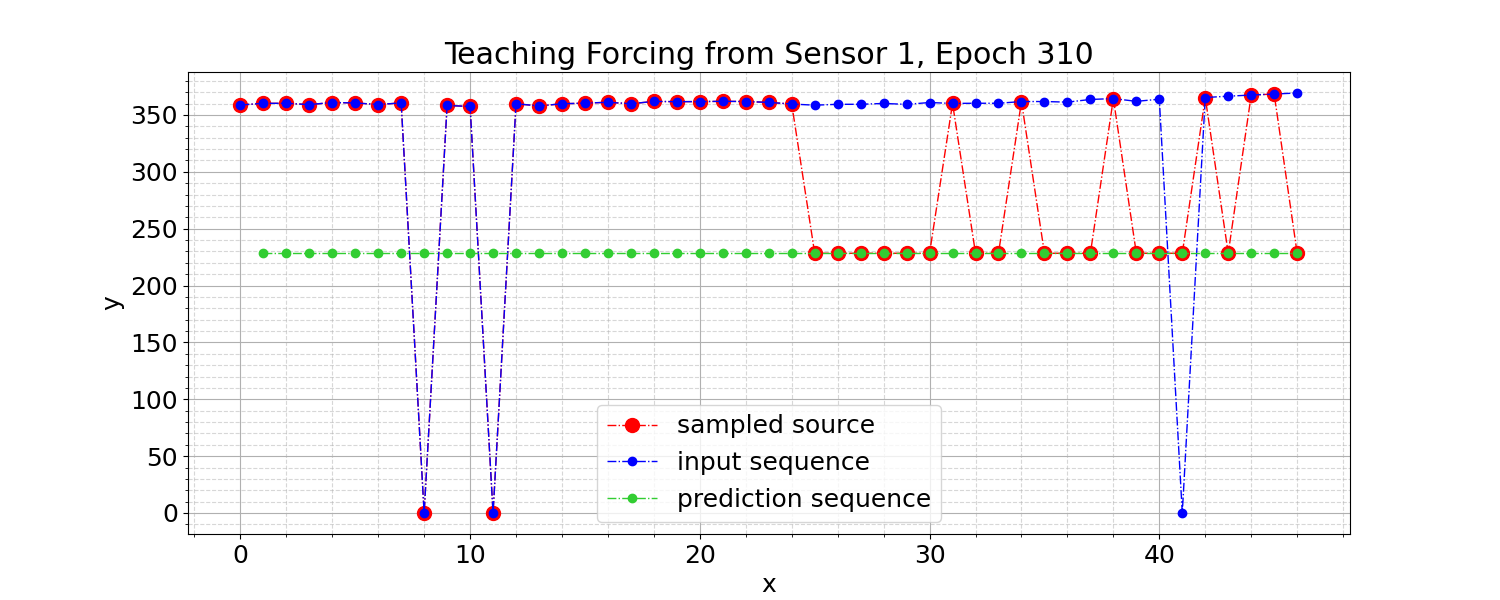 Teaching Forcing from Sensor 1, Epoch 310
350
300
250
200
150
100
50
0
y
sampled source
input sequence
prediction sequence
0 10 20 30 40
x